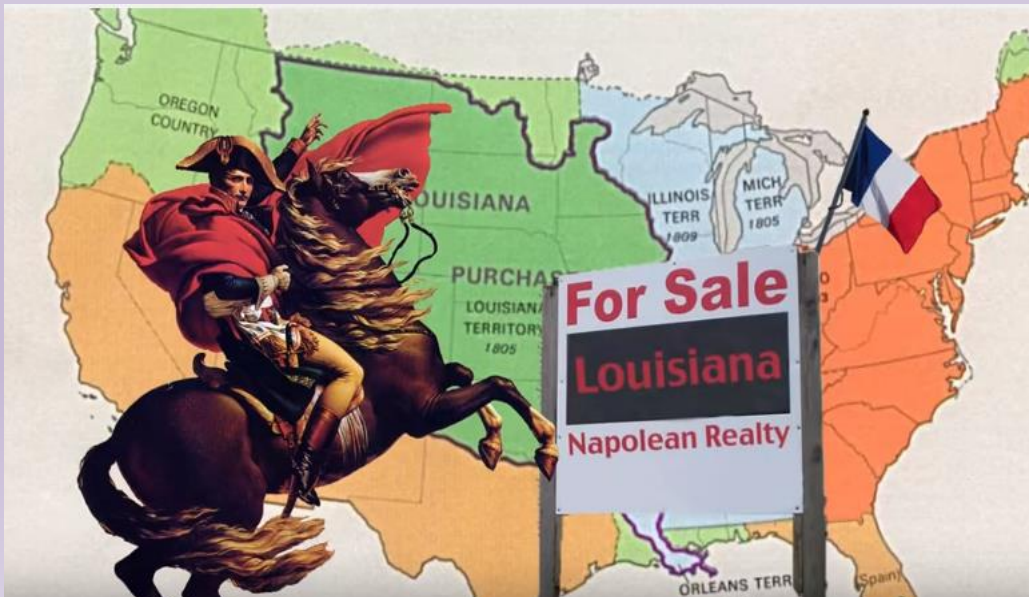 OREGON
COUNTRY
OUISIANA
PURCHAS
LOUISIANA
TERRITORY
1805
ILLINOIS
TERR
1809
MICH
TERR
1805
For Sale
Louisiana
Napolean Realty
ORLEANS TERR
(Spain)